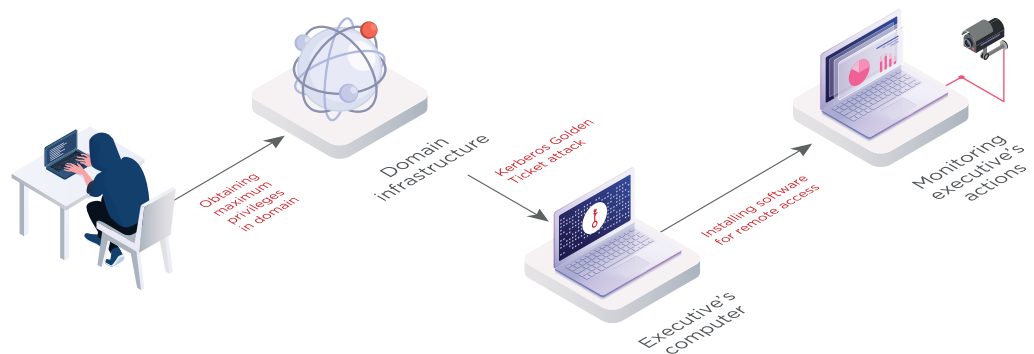 Obtaining
maximum
privileges
in domain
Domain
infrastructure
Kerberos Golden
Ticket attack
Executive's
computer
Installing software
for remote access
Monitoring
executive's
actions